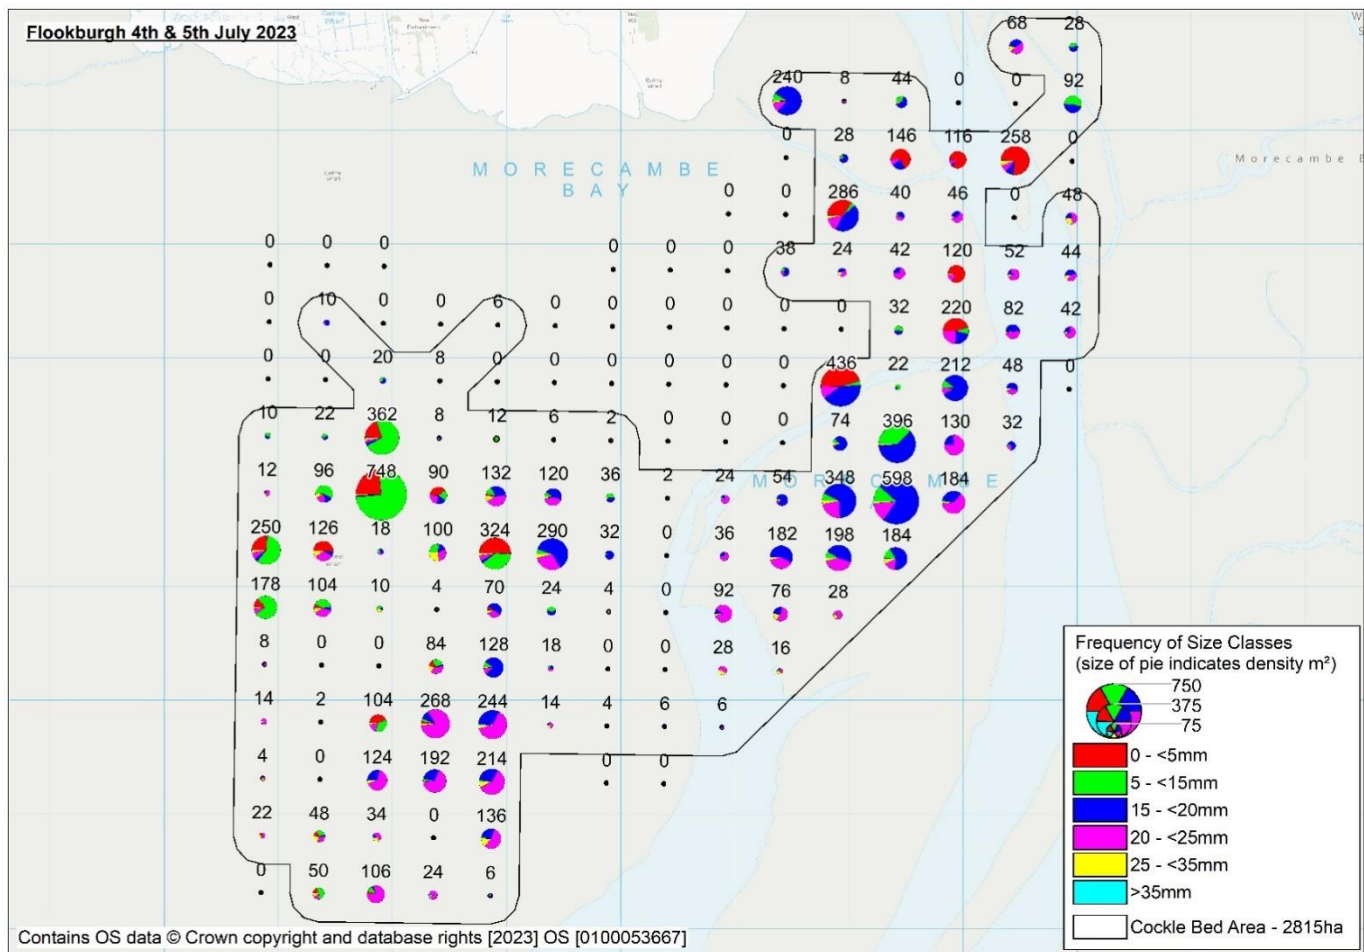 Flookburgh 4th & 5th July 2023
68 28
240 8 44 0 0 92
0 28 146 116 258 0
MORECAMBE
BAY
Morecambe B
0 0 286 40 46 0 48
0 0 0 0 0 0 38 24 42 120 52 44
0 10 0 0 6 0 0 0 0 0 0 32 220 82 42
0 0 20 8 0 0 0 0 0 0 436 22 212 48 0
10 22 362 8 12 6 2 0 0 0 74 396 130 32
12 96 748 90 132 120 36 2 24 54 348 598 184
250 126 18 100 324 290 32 0 36 182 198 184
178 104 10 4 70 24 4 0 92 76 28
8 0 0 84 128 18 0 0 28 16
14 2 104 268 244 14 4 6 6
4 0 124 192 214 0 0
22 48 34 0 136
0 50 106 24 6
Frequency of Size Classes
(size of pie indicates density m²)
750
375
75
0 - <5mm
5 - <15mm
15 - <20mm
20 - <25mm
25 - <35mm
>35mm
Cockle Bed Area - 2815ha
Contains OS data © Crown copyright and database rights [2023] OS [01000053667]